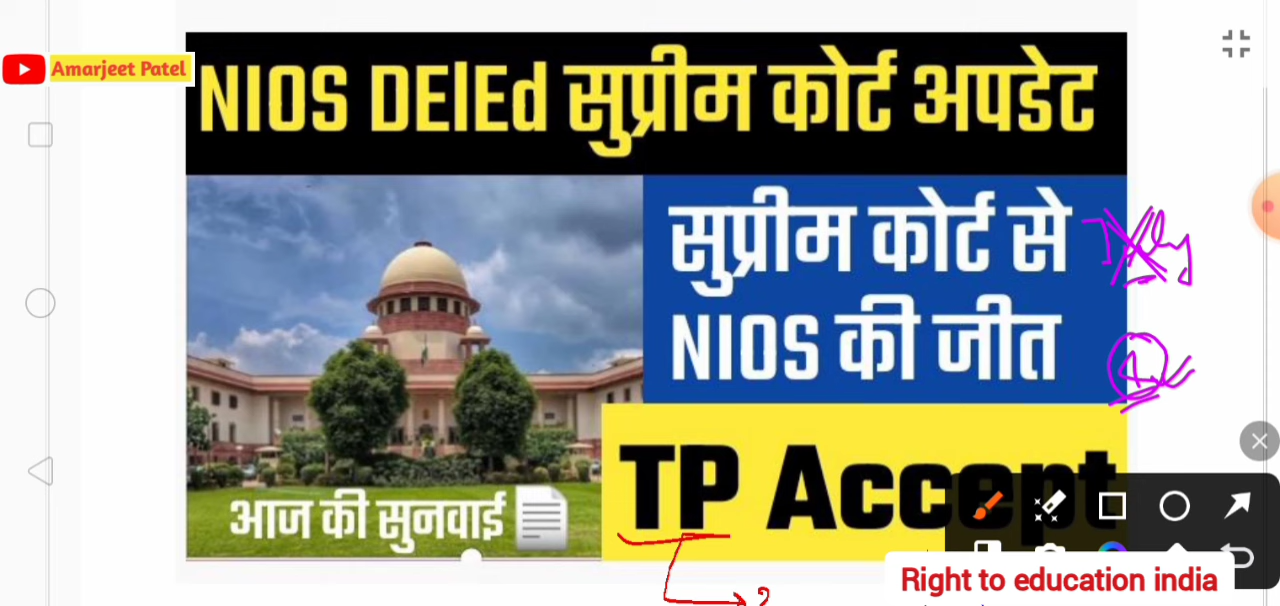 Amarjeet Patel
NIOS DElEd सुप्रीम कोर्ट अपडेट
सुप्रीम कोर्ट से
NIOS की जीत
आज की सुनवाई
TP Accept
Right to education india